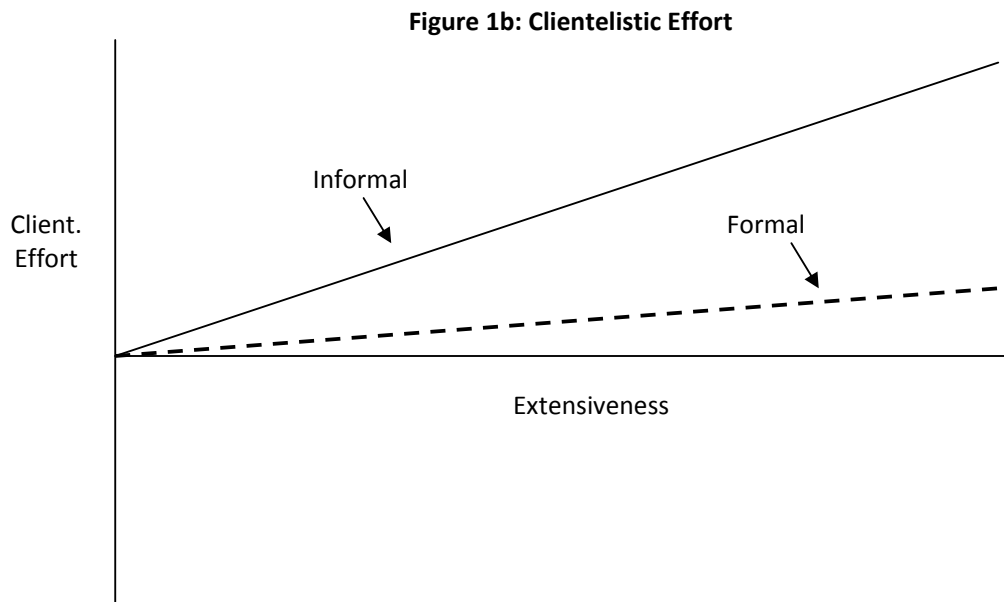 Figure 1b: Clientelistic Effort
Informal
Formal
Client.
Effort
Extensiveness